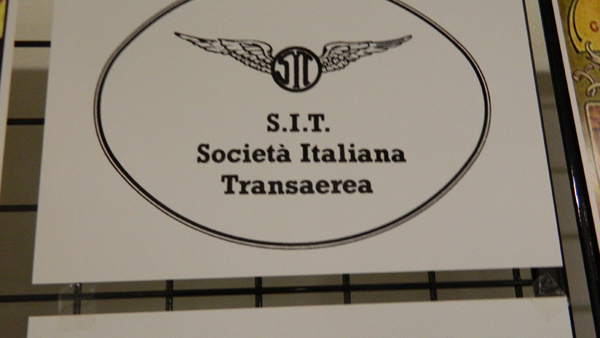 SIT
S.I.T.
Società Italiana
Transaerea